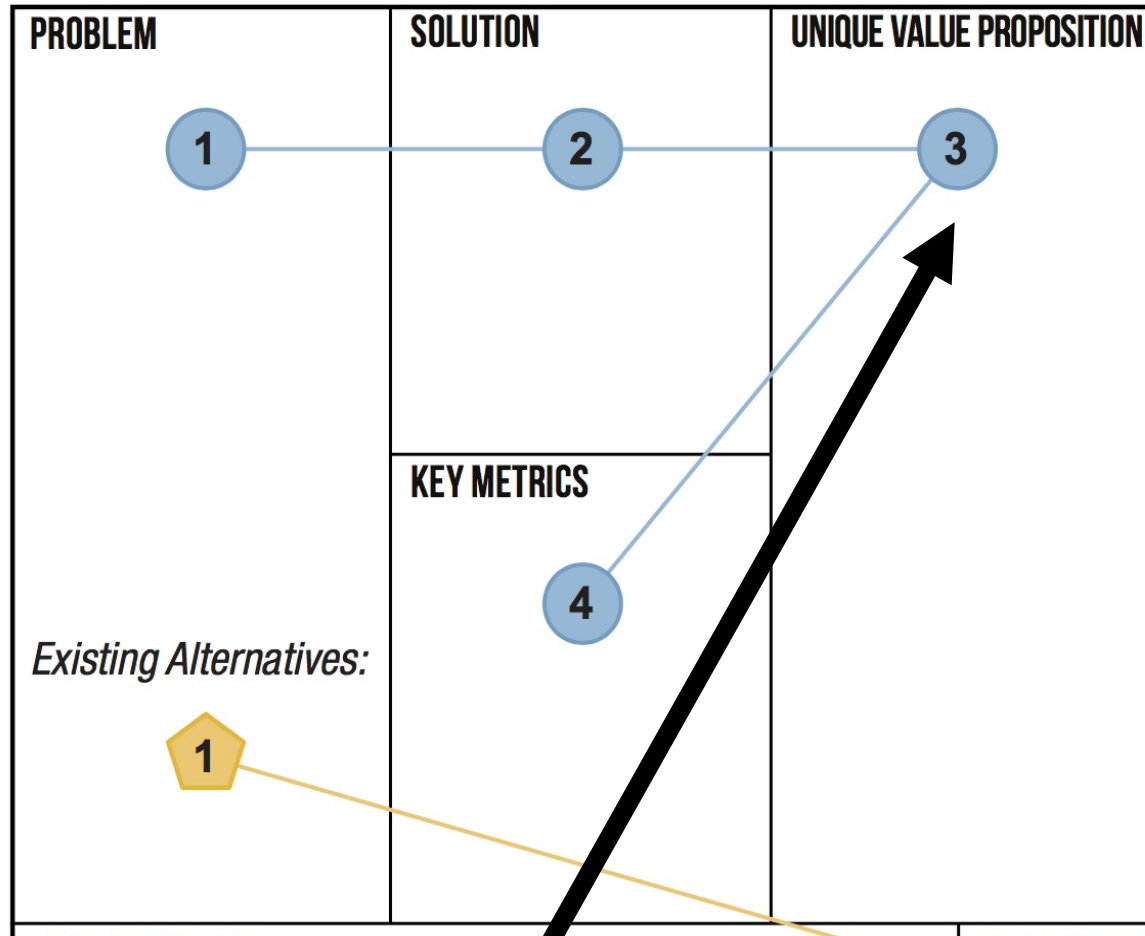 PROBLEM
1
Existing Alternatives:
1
SOLUTION
2
KEY METRICS
4
UNIQUE VALUE PROPOSITION
3